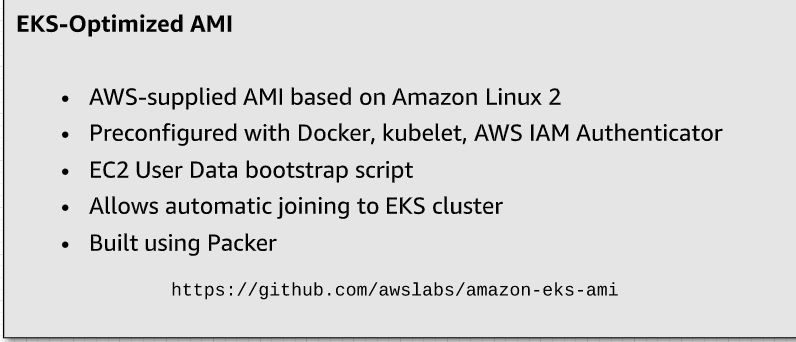 EKS-Optimized AMI
• AWS-supplied AMI based on Amazon Linux 2
• Preconfigured with Docker, kubelet, AWS IAM Authenticator
• EC2 User Data bootstrap script
• Allows automatic joining to EKS cluster
• Built using Packer
https://github.com/awslabs/amazon-eks-ami